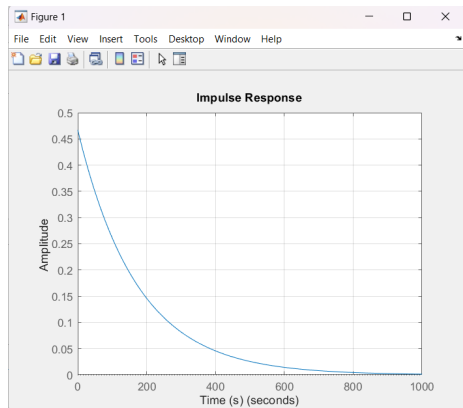 Figure 1
File Edit View Insert Tools Desktop Window Help
Impulse Response
0.5
0.45
0.4
0.35
0.3
0.25
0.2
0.15
0.1
0.05
0
Amplitude
0 200 400 600 800 1000
Time (s) (seconds)